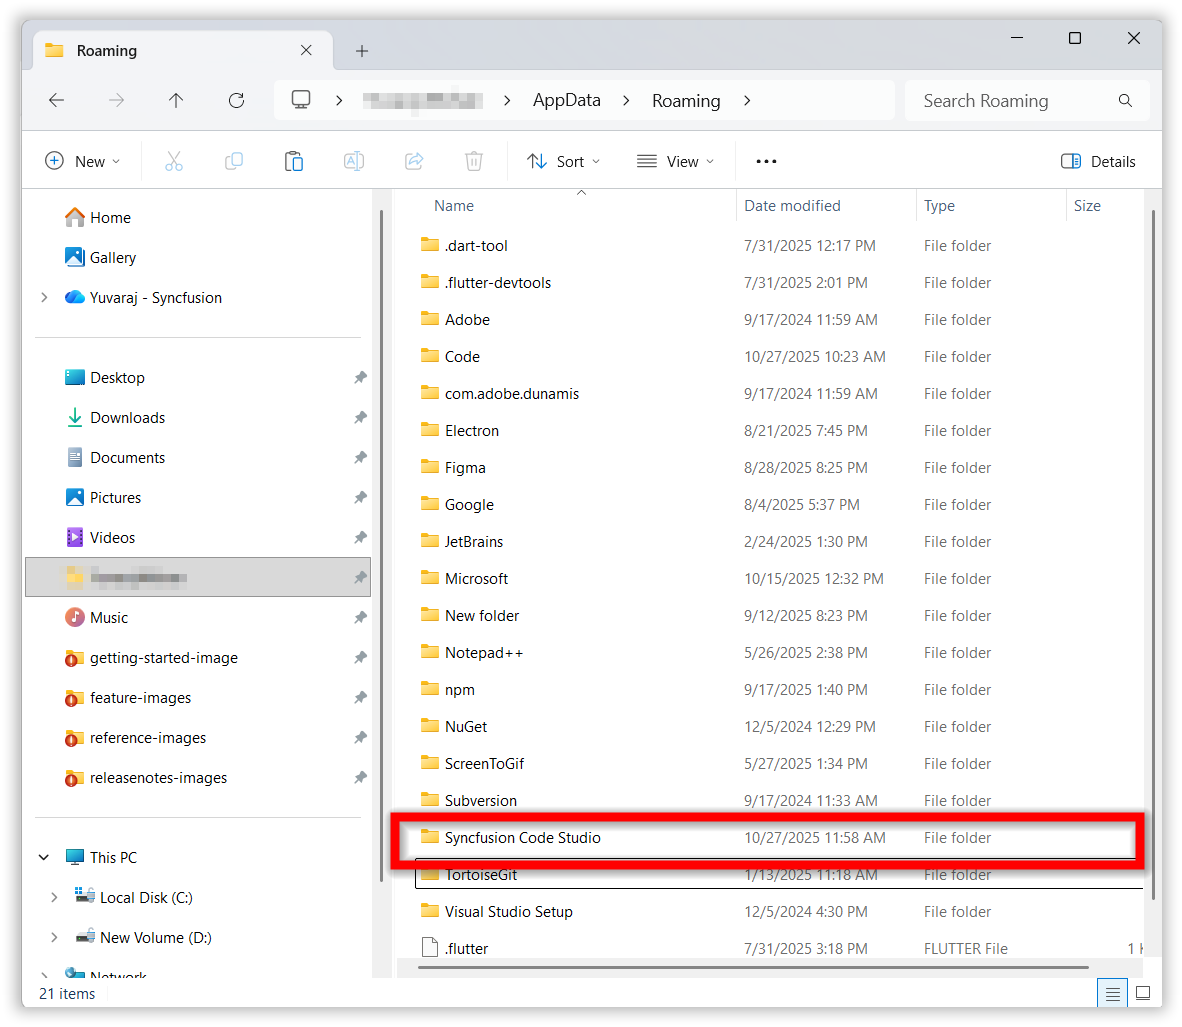 Roaming
AppData Roaming
Search Roaming
New
Sort
View
Details
Home
Gallery
Yuvaraj - Syncfusion
Desktop
Downloads
Documents
Pictures
Videos
Music
getting-started-image
feature-images
reference-images
releasenotes-images
This PC
Local Disk (C:)
New Volume (D:)
Network
Name Date modified Type Size
.dart-tool 7/31/2025 12:17 PM File folder
.flutter-devtools 7/31/2025 2:01 PM File folder
Adobe 9/17/2024 11:59 AM File folder
Code 10/27/2025 10:23 AM File folder
com.adobe.dunamis 9/17/2024 11:59 AM File folder
Electron 8/21/2025 7:45 PM File folder
Figma 8/28/2025 8:25 PM File folder
Google 8/4/2025 5:37 PM File folder
JetBrains 2/24/2025 1:30 PM File folder
Microsoft 10/15/2025 12:32 PM File folder
New folder 9/12/2025 8:23 PM File folder
Notepad++ 5/26/2025 2:38 PM File folder
npm 9/17/2025 1:40 PM File folder
NuGet 12/5/2024 12:29 PM File folder
ScreenToGif 5/27/2025 1:34 PM File folder
Subversion 9/17/2024 11:33 AM File folder
Syncfusion Code Studio 10/27/2025 11:58 AM File folder
TortoiseGit 1/13/2025 11:18 AM File folder
Visual Studio Setup 12/5/2024 4:30 PM File folder
.flutter 7/31/2025 3:18 PM FLUTTER File 1
21 items